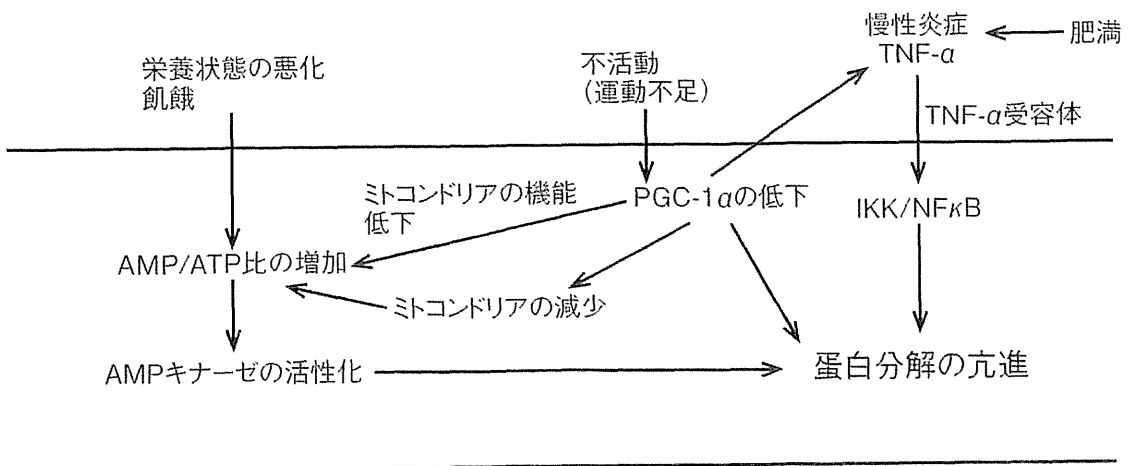 慢性炎症
TNF-α
肥満
栄養状態の悪化
飢餓
不活動
(運動不足)
TNF-α受容体
ミトコンドリアの機能
低下
PGC-1αの低下
IKK/NFκB
AMP/ATP比の増加
ミトコンドリアの減少
AMPキナーゼの活性化
蛋白分解の亢進